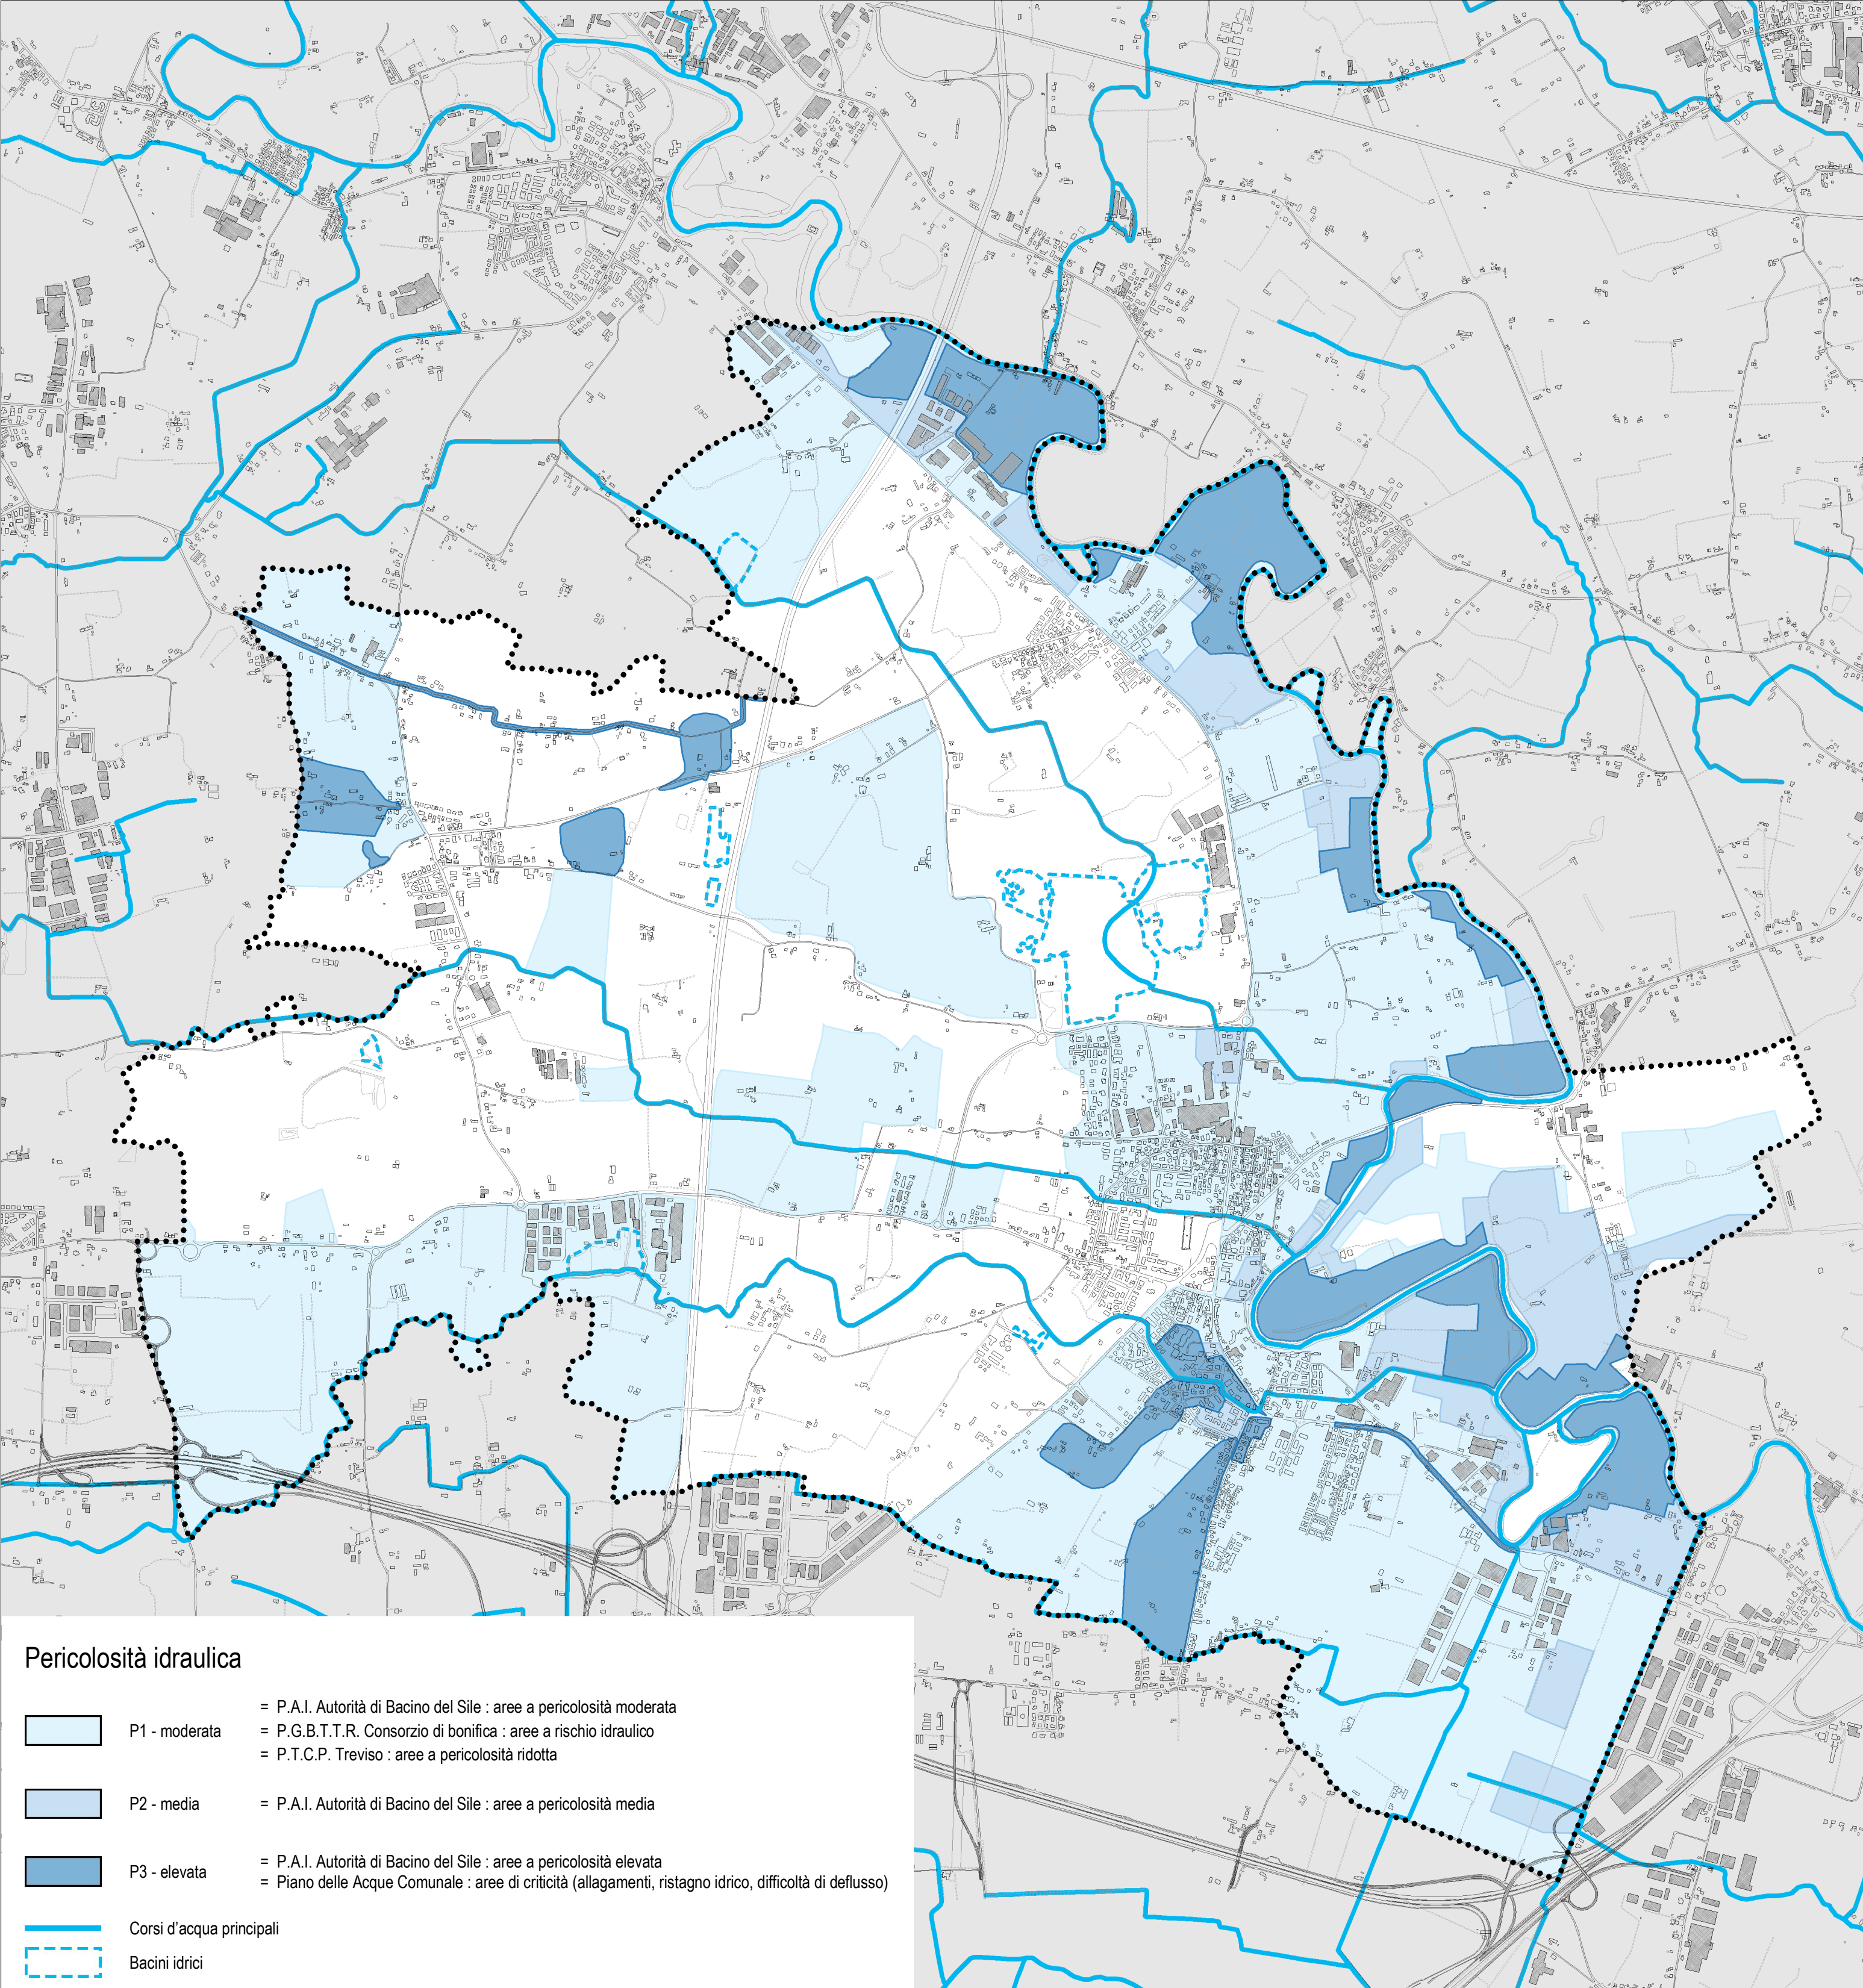 Pericolosità idraulica
= P.A.I. Autorità di Bacino del Sile : aree a pericolosità moderata
P1 - moderata = P.G.B.T.T.R. Consorzio di bonifica : aree a rischio idraulico
= P.T.C.P. Treviso : aree a pericolosità ridotta
P2 - media = P.A.I. Autorità di Bacino del Sile : aree a pericolosità media
= P.A.I. Autorità di Bacino del Sile : aree a pericolosità elevata
P3 - elevata
= Piano delle Acque Comunale : aree di criticità (allagamenti, ristagno idrico, difficoltà di deflusso)
Corsi d'acqua principali
Bacini idrici